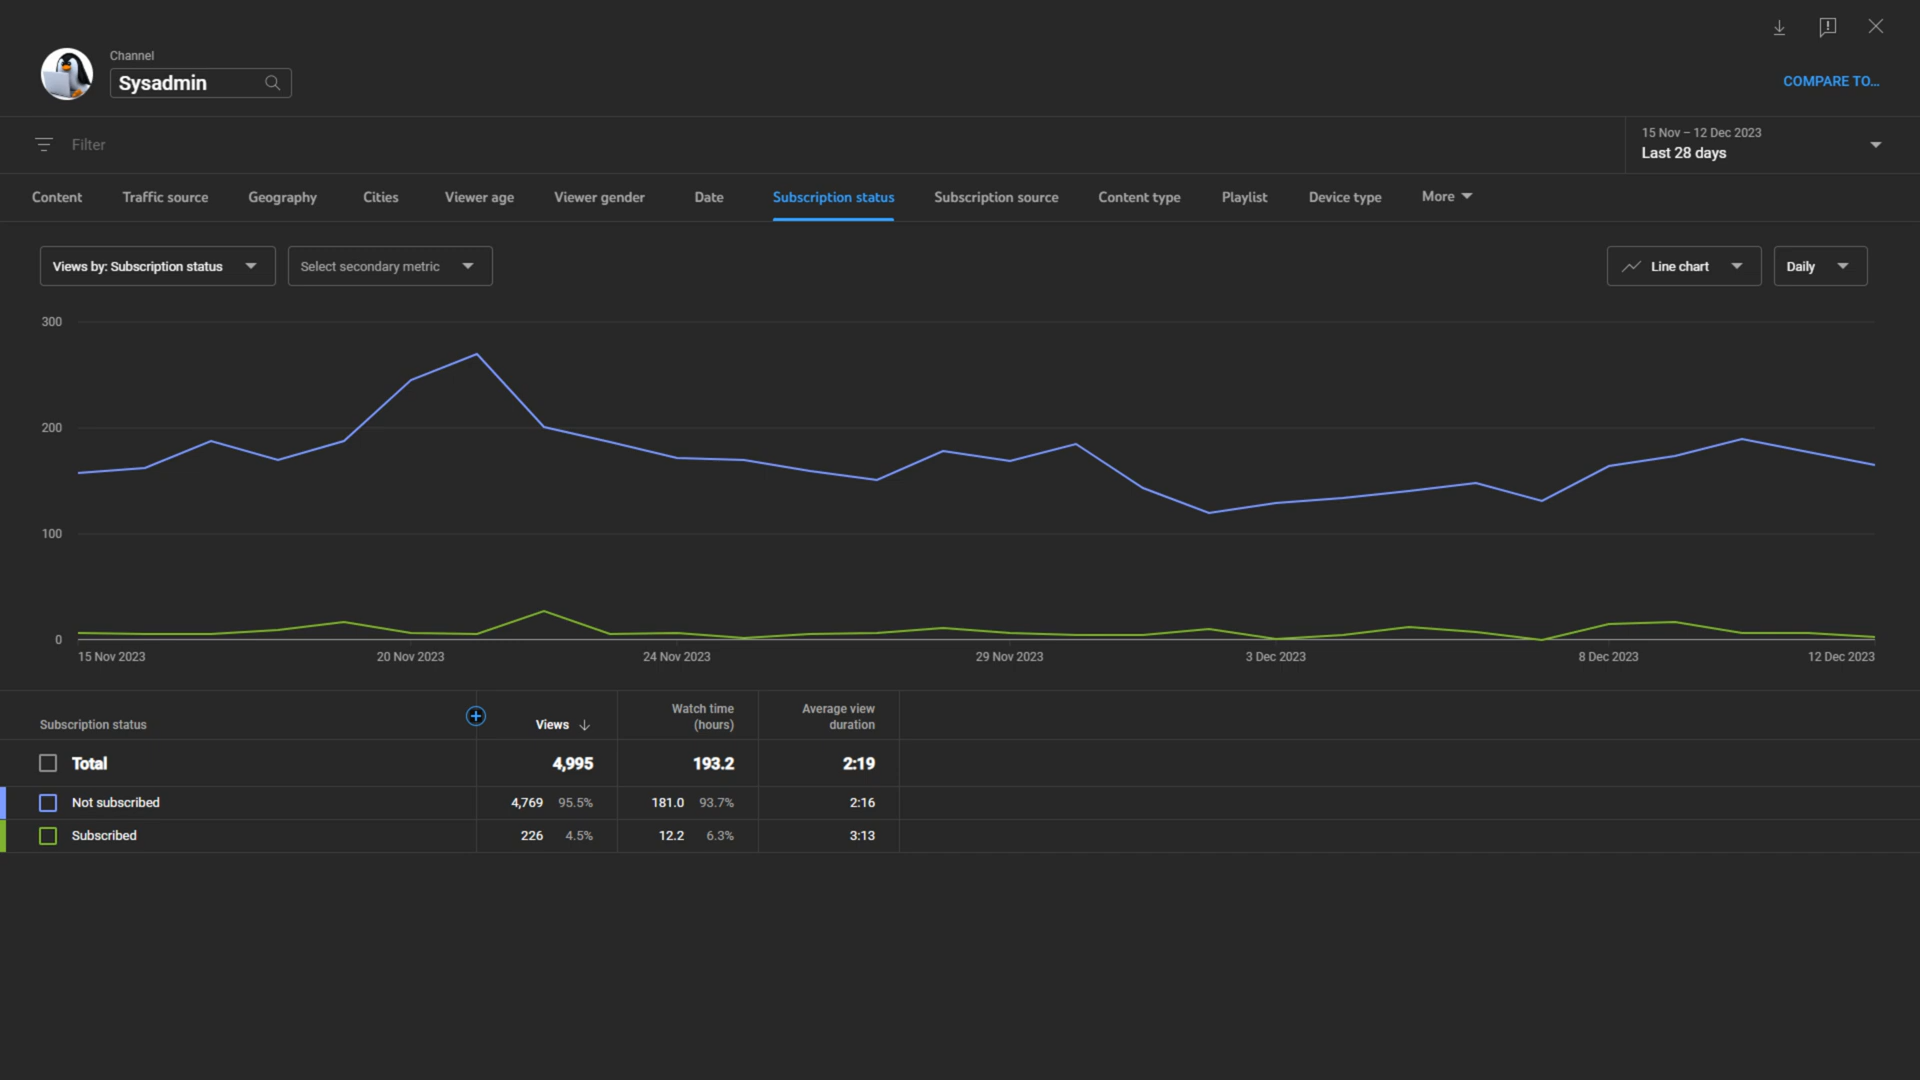 Channel
Sysadmin
COMPARE TO...
Filter
15 Nov – 12 Dec 2023
Last 28 days
Content Traffic source Geography Cities Viewer age Viewer gender Date Subscription status Subscription source Content type Playlist Device type More
Views by: Subscription status Select secondary metric Line chart Daily
300
200
100
0
15 Nov 2023 20 Nov 2023 24 Nov 2023 29 Nov 2023 3 Dec 2023 8 Dec 2023 12 Dec 2023
Subscription status Views Watch time (hours) Average view duration
Total 4,995 193.2 2:19
Not subscribed 4,769 95.5% 181.0 93.7% 2:16
Subscribed 226 4.5% 12.2 6.3% 3:13